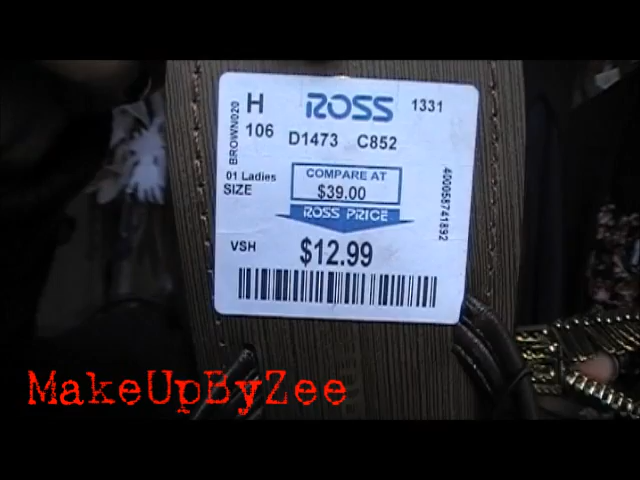 H
ROSS
1331
BROWN020
106
D1473 C852
01 Ladies
SIZE
COMPARE AT
$39.00
ROSS PRICE
400058741892
VSH
$12.99
MakeUpByZee